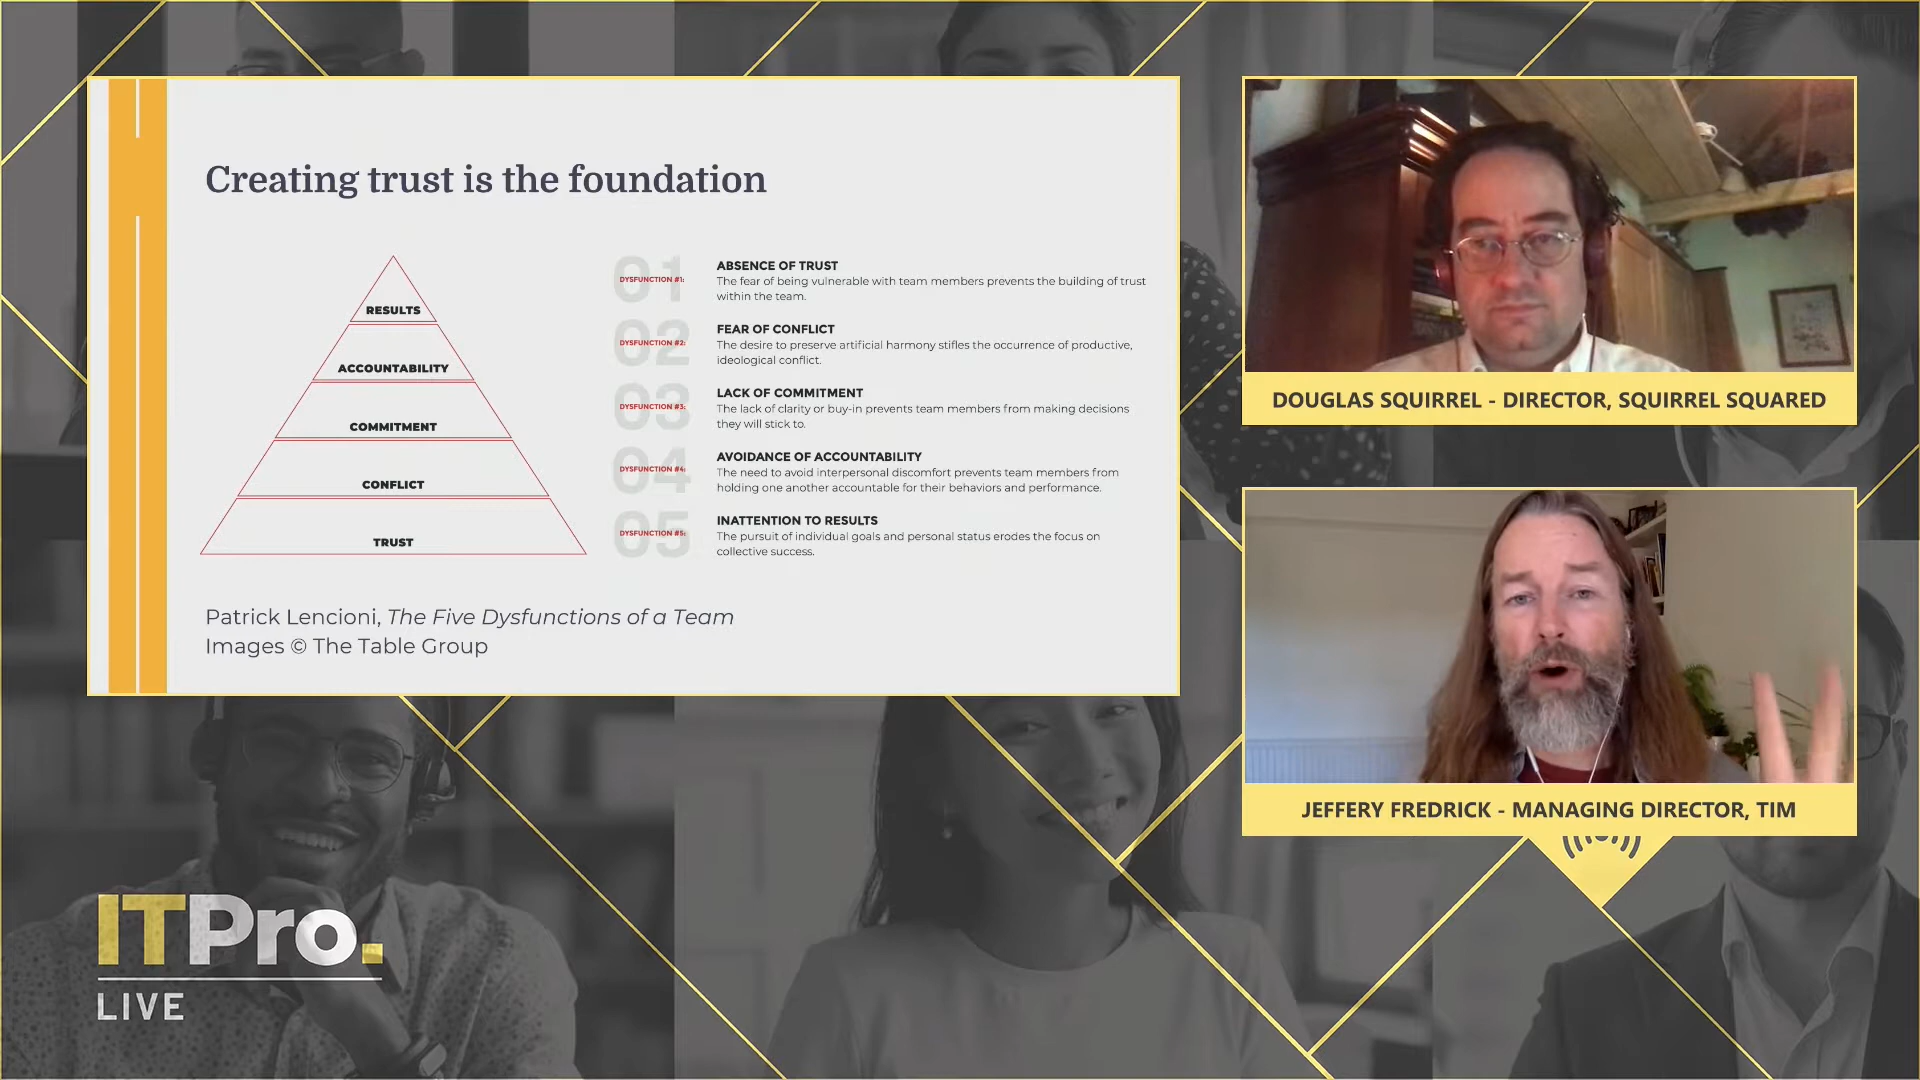 Creating trust is the foundation
RESULTS
ACCOUNTABILITY
COMMITMENT
CONFLICT
TRUST
01
DYSFUNCTION #1:
ABSENCE OF TRUST
The fear of being vulnerable with team members prevents the building of trust
within the team.
02
DYSFUNCTION #2:
FEAR OF CONFLICT
The desire to preserve artificial harmony stifles the occurrence of productive,
ideological conflict.
03
DYSFUNCTION #3:
LACK OF COMMITMENT
The lack of clarity or buy-in prevents team members from making decisions
they will stick to.
04
DYSFUNCTION #4:
AVOIDANCE OF ACCOUNTABILITY
The need to avoid interpersonal discomfort prevents team members from
holding one another accountable for their behaviors and performance.
05
DYSFUNCTION #5:
INATTENTION TO RESULTS
The pursuit of individual goals and personal status erodes the focus on
collective success.
Patrick Lencioni, The Five Dysfunctions of a Team
Images © The Table Group
DOUGLAS SQUIRREL - DIRECTOR, SQUIRREL SQUARED
JEFFERY FREDRICK - MANAGING DIRECTOR, TIM
ITPro.
LIVE